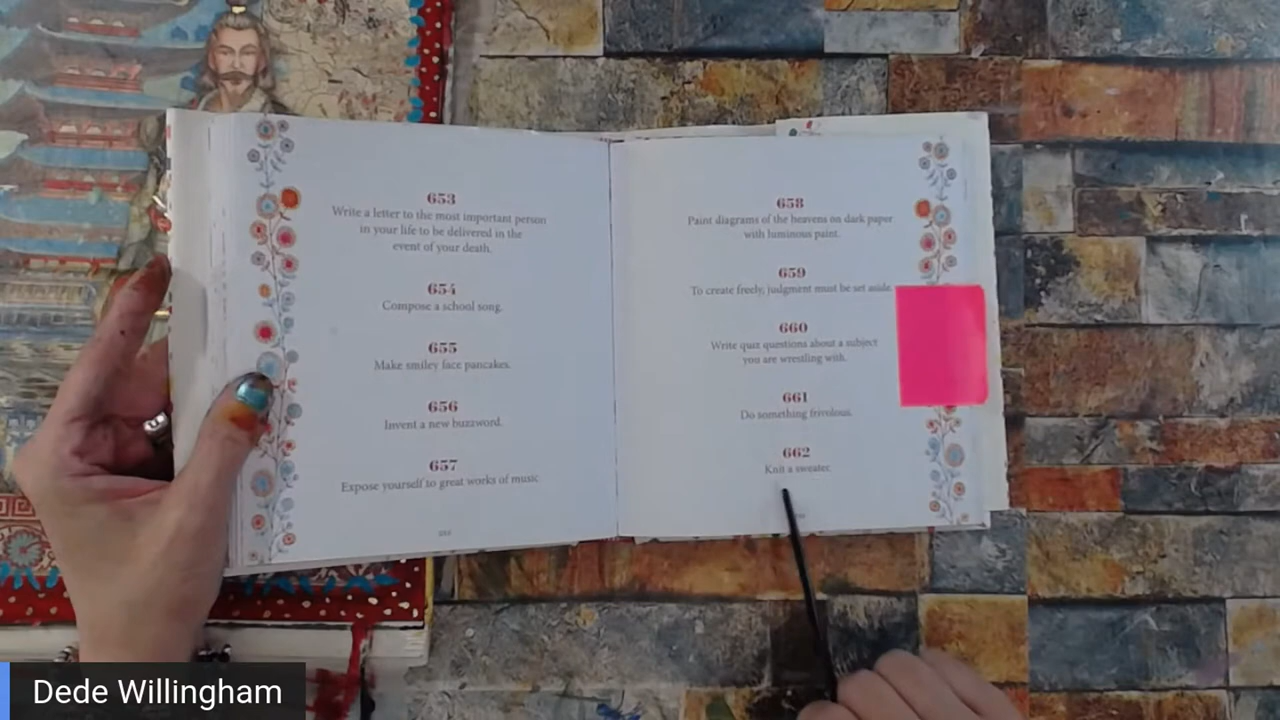 653
Write a letter to the most important person
in your life to be delivered in the
event of your death.
654
Compose a school song.
655
Make smiley face pancakes.
656
Invent a new buzzword.
657
Expose yourself to great works of music
658
Paint diagrams of the heavens on dark paper
with luminous paint.
659
To create freely, judgment must be set aside.
660
Write quiz questions about a subject
you are wrestling with.
661
Do something frivolous.
662
Knit a sweater.
Dede Willingham